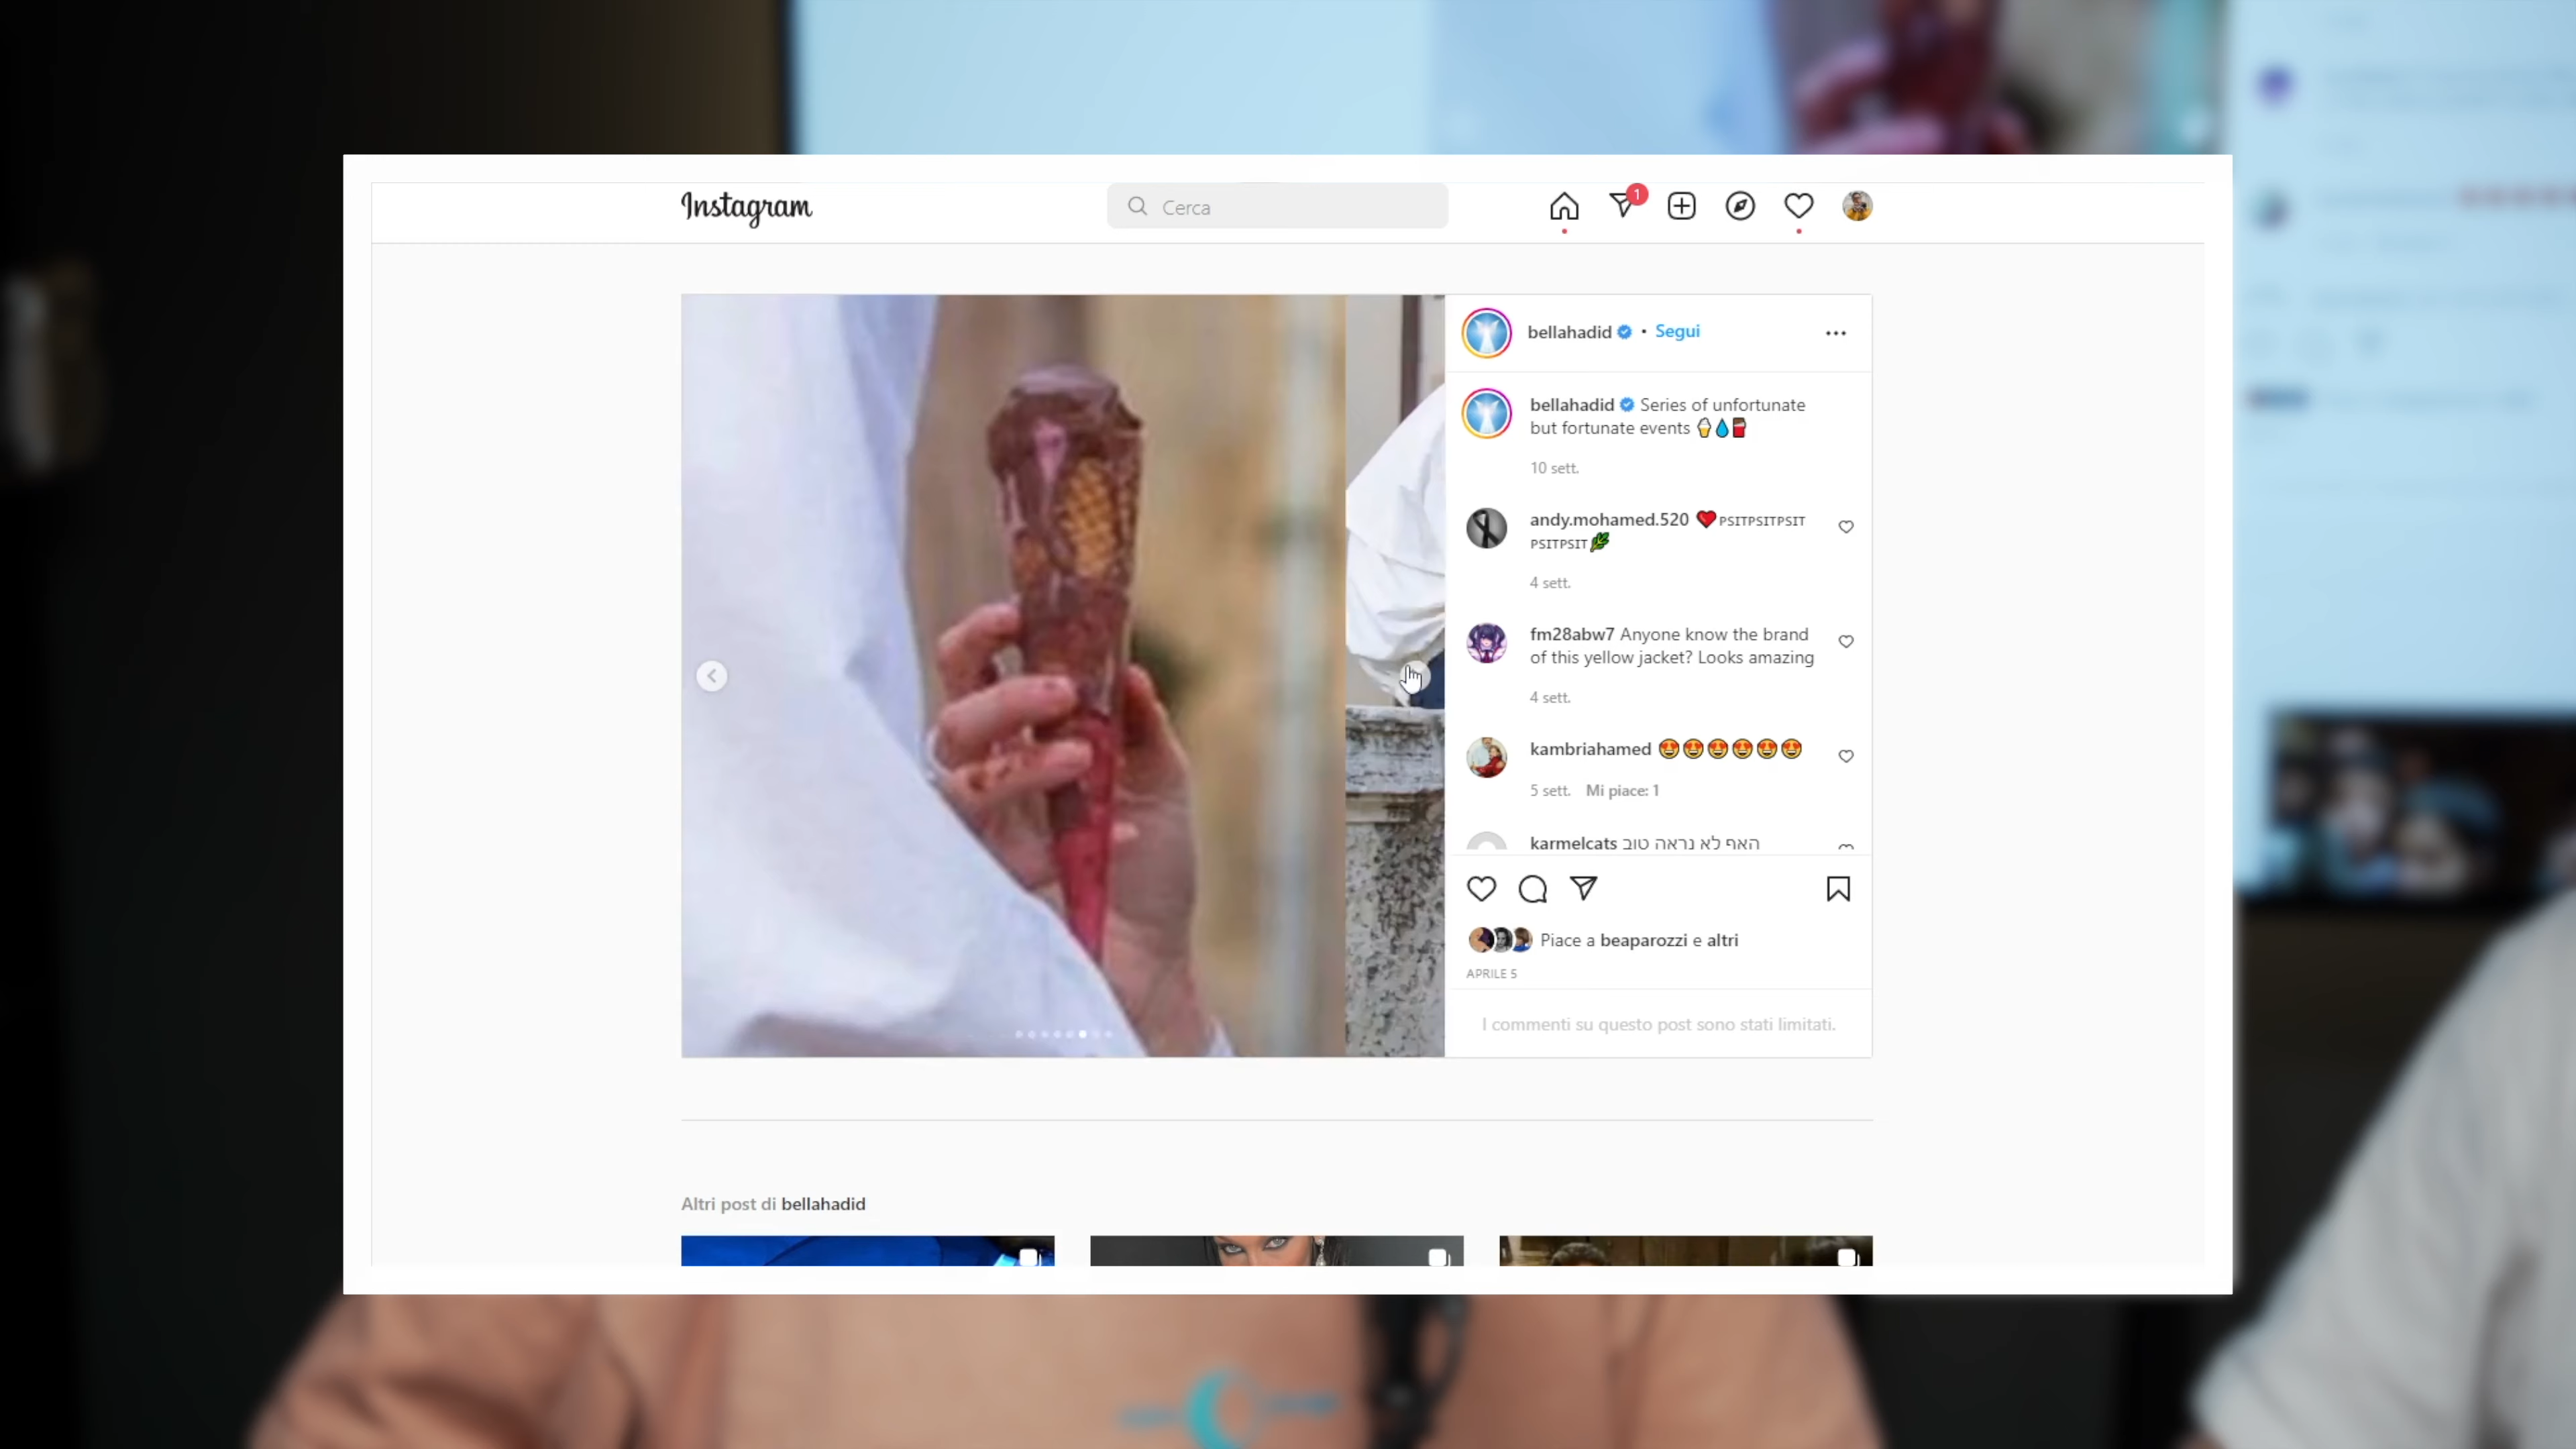 Instagram
Cerca
1
bellahadid • Segui
bellahadid Series of unfortunate
but fortunate events
10 sett.
andy.mohamed.520 ❤️ᴘsɪᴛᴘsɪᴛᴘsɪᴛ
ᴘsɪᴛᴘsɪᴛ🌿
4 sett.
fm28abw7 Anyone know the brand
of this yellow jacket? Looks amazing
4 sett.
kambriahamed 🤩🤩🤩🤩🤩🤩
5 sett. Mi piace: 1
karmelcats האף לא נראה טוב
Piace a beaparozzi e altri
APRILE 5
I commenti su questo post sono stati limitati.
Altri post di bellahadid